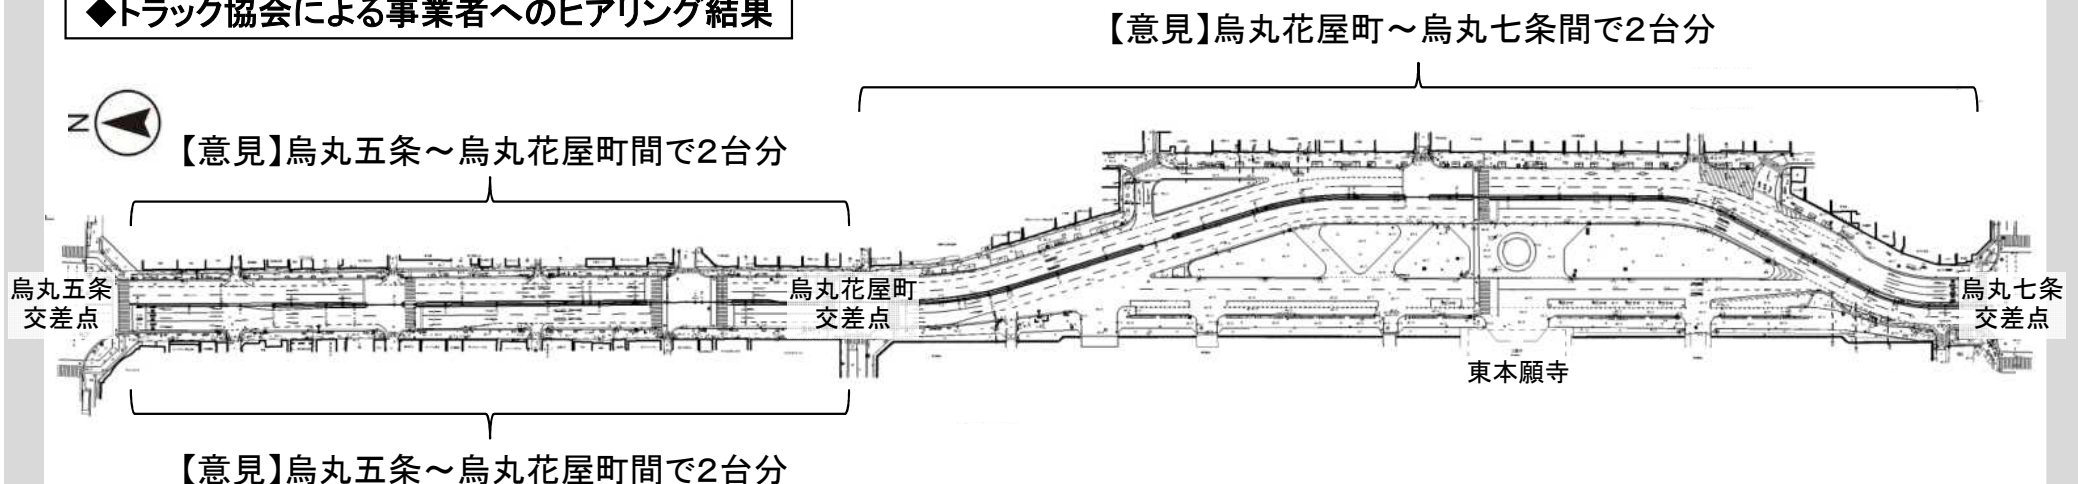 ◆トラック協会による事業者へのヒアリング結果
【意見】烏丸花屋町~烏丸七条間で2台分
N
【意見】烏丸五条~烏丸花屋町間で2台分
烏丸五条
交差点
烏丸花屋町
交差点
烏丸七条
交差点
東本願寺
【意見】烏丸五条~烏丸花屋町間で2台分